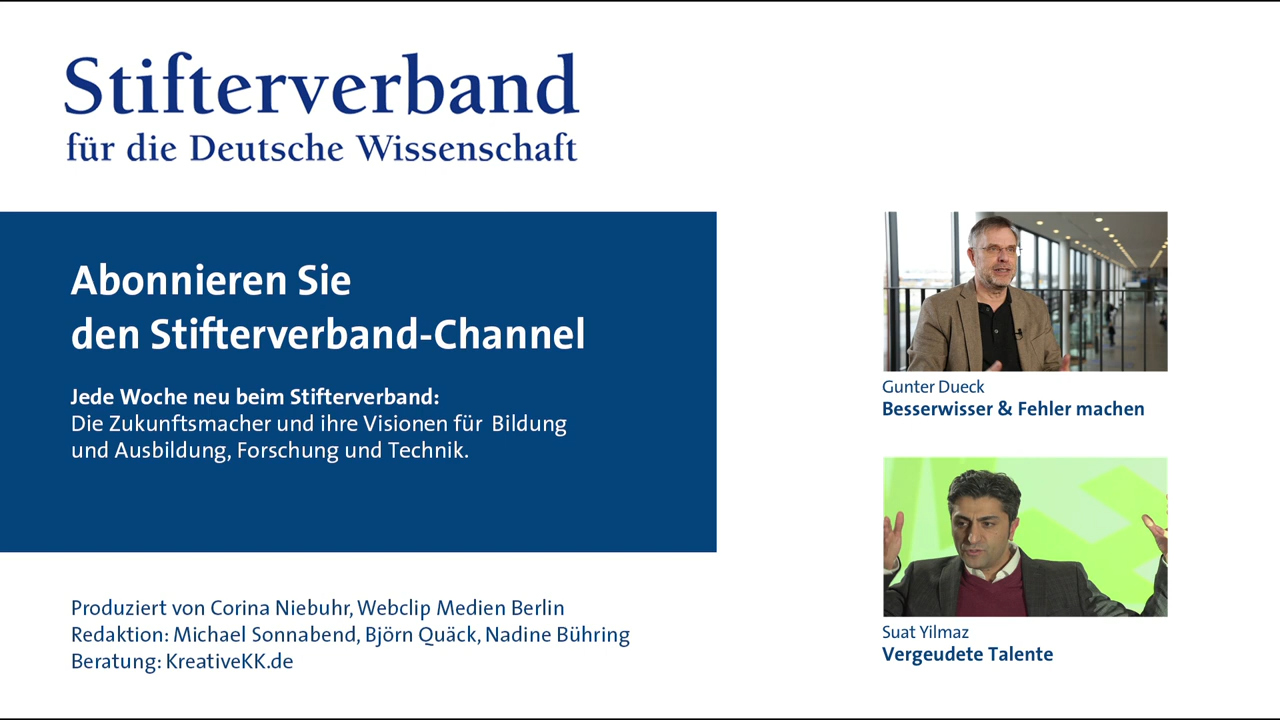 Stifterverband
für die Deutsche Wissenschaft
Abonnieren Sie
den Stifterverband-Channel
Jede Woche neu beim Stifterverband:
Die Zukunftsmacher und ihre Visionen für Bildung
und Ausbildung, Forschung und Technik.
Produziert von Corina Niebuhr, Webclip Medien Berlin
Redaktion: Michael Sonnabend, Björn Quäck, Nadine Bühring
Beratung: KreativeKK.de
Gunter Dueck
Besserwisser & Fehler machen
Suat Yilmaz
Vergeudete Talente